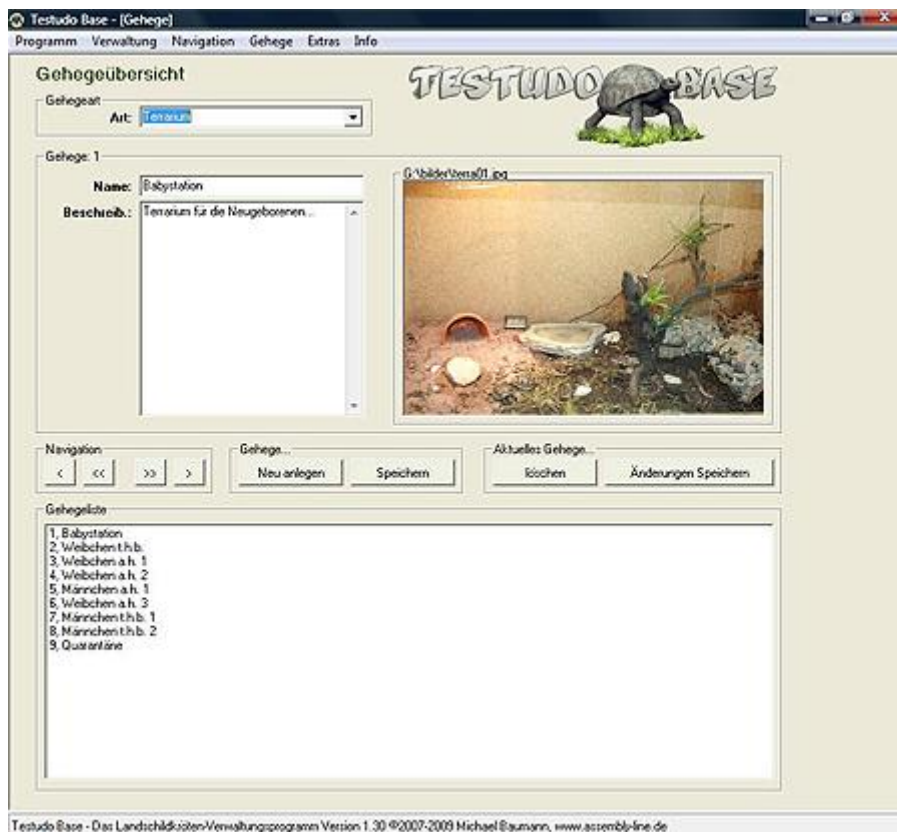 Testudo Base - [Gehege]
Programm Verwaltung Navigation Gehege Extras Info
Gehegeübersicht
TESTUDO BASE
Gehegeart
Art: Terrarium
Gehege: 1
Name: Babystation
Beschreib.: Terrarium für die Neugeborenen...
G:\bilder\terra01.jpg
Navigation
< << >> >
Gehege...
Neu anlegen Speichern
Aktuelles Gehege...
löschen Änderungen Speichern
Gehegeliste
1, Babystation
2, Weibchen t.h.b.
3, Weibchen a.h. 1
4, Weibchen a.h. 2
5, Männchen a.h. 1
6, Weibchen a.h. 3
7, Männchen t.h.b. 1
8, Männchen t.h.b. 2
9, Quarantäne
Testudo Base - Das Landschildkröten-Verwaltungsprogramm Version 1.30 ©2007-2009 Michael Baumann, www.assembly-line.de